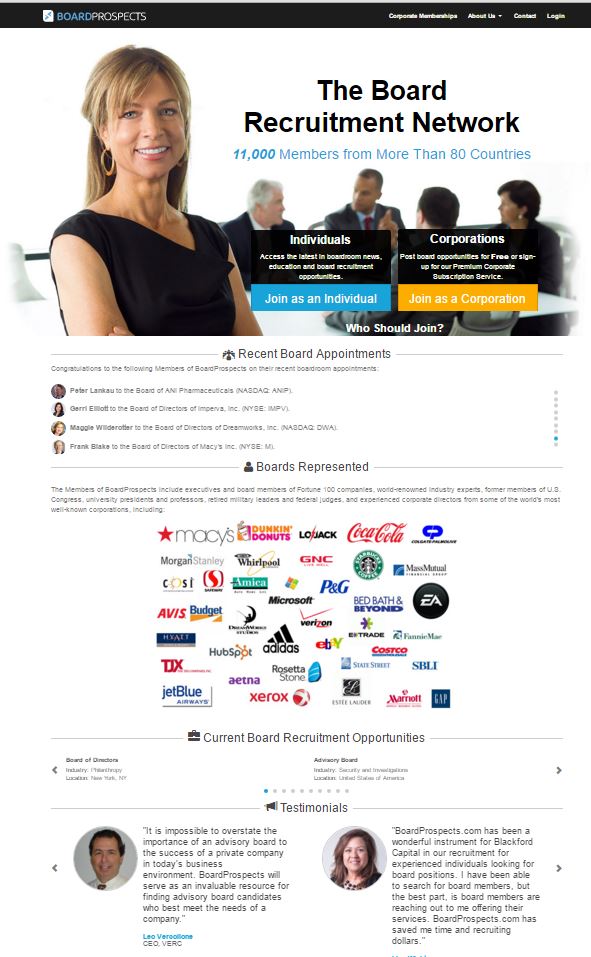 BOARDPROSPECTS
Corporate Memberships About Us Contact Login
The Board
Recruitment Network
11,000 Members from More Than 80 Countries
Individuals
Access the latest in boardroom news,
education and board recruitment
opportunities.
Join as an Individual
Corporations
Post board opportunities for Free or sign-
up for our Premium Corporate
Subscription Service.
Join as a Corporation
Who Should Join?
Recent Board Appointments
Congratulations to the following Members of BoardProspects on their recent boardroom appointments:
Peter Lankau to the Board of ANI Pharmaceuticals (NASDAQ: ANIP).
Gerri Elliott to the Board of Directors of Imperva, Inc. (NYSE: IMPV).
Maggie Wilderotter to the Board of Directors of Dreamworks, Inc. (NASDAQ: DWA).
Frank Blake to the Board of Directors of Macy's Inc. (NYSE: M).
Boards Represented
The Members of BoardProspects include executives and board members of Fortune 100 companies, world-renowned industry experts, former members of U.S.
Congress, university presidents and professors, retired military leaders and federal judges, and experienced corporate directors from some of the world's most
well-known corporations, including:
macy's DUNKIN' DONUTS LOJACK Coca-Cola COLGATE-PALMOLIVE
Morgan Stanley Whirlpool GNC LIVE WELL STARBUCKS COFFEE MassMutual FINANCIAL GROUP
cosi SAFEWAY Amica Microsoft P&G BED BATH & BEYOND EA
AVIS Budget DREAMWORKS STUDIOS verizon E*TRADE FannieMae
HYATT HubSpot adidas ebY COSTCO WHOLESALE
TJX THE TJX COMPANIES, INC. aetna Rosetta Stone STATE STREET SBLI
jetBlue AIRWAYS xerox ESTÉE LAUDER Marriott GAP
Current Board Recruitment Opportunities
Board of Directors
Industry: Philanthropy
Location: New York, NY
Advisory Board
Industry: Security and Investigations
Location: United States of America
Testimonials
"It is impossible to overstate the
importance of an advisory board to
the success of a private company
in today's business
environment. BoardProspects will
serve as an invaluable resource for
finding advisory board candidates
who best meet the needs of a
company."
Leo Vercollone
CEO, VERC
"BoardProspects.com has been a
wonderful instrument for Blackford
Capital in our recruitment for
experienced individuals looking for
board positions. I have been able
to search for board members, but
the best part, is board members are
reaching out to me offering their
services. BoardProspects.com has
saved me time and recruiting
dollars."